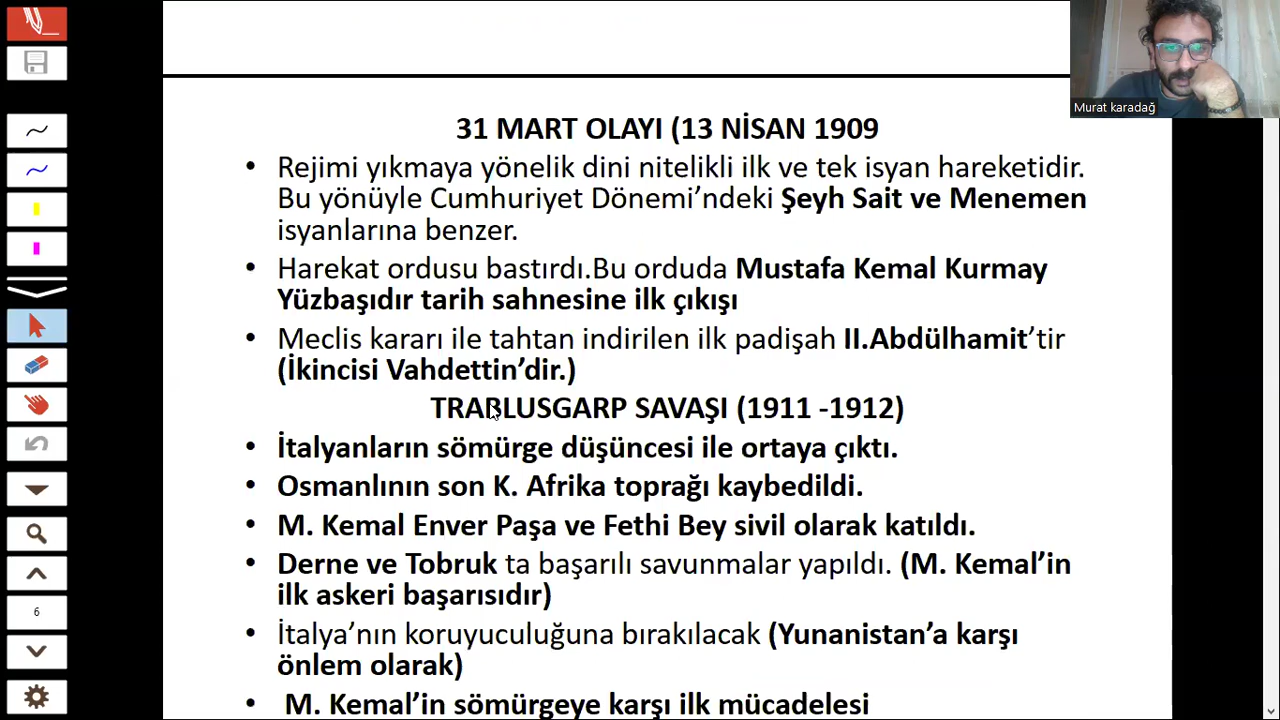 Murat karadağ
31 MART OLAYI (13 NİSAN 1909
• Rejimi yıkmaya yönelik dini nitelikli ilk ve tek isyan hareketidir.
Bu yönüyle Cumhuriyet Dönemi’ndeki Şeyh Sait ve Menemen
isyanlarına benzer.
• Harekat ordusu bastırdı.Bu orduda Mustafa Kemal Kurmay
Yüzbaşıdır tarih sahnesine ilk çıkışı
• Meclis kararı ile tahtan indirilen ilk padişah II.Abdülhamit’tir
(İkincisi Vahdettin’dir.)
TRABLUSGARP SAVAŞI (1911 -1912)
• İtalyanların sömürge düşüncesi ile ortaya çıktı.
• Osmanlının son K. Afrika toprağı kaybedildi.
• M. Kemal Enver Paşa ve Fethi Bey sivil olarak katıldı.
• Derne ve Tobruk ta başarılı savunmalar yapıldı. (M. Kemal’in
ilk askeri başarısıdır)
• İtalya’nın koruyuculuğuna bırakılacak (Yunanistan’a karşı
önlem olarak)
• M. Kemal’in sömürgeye karşı ilk mücadelesi
6